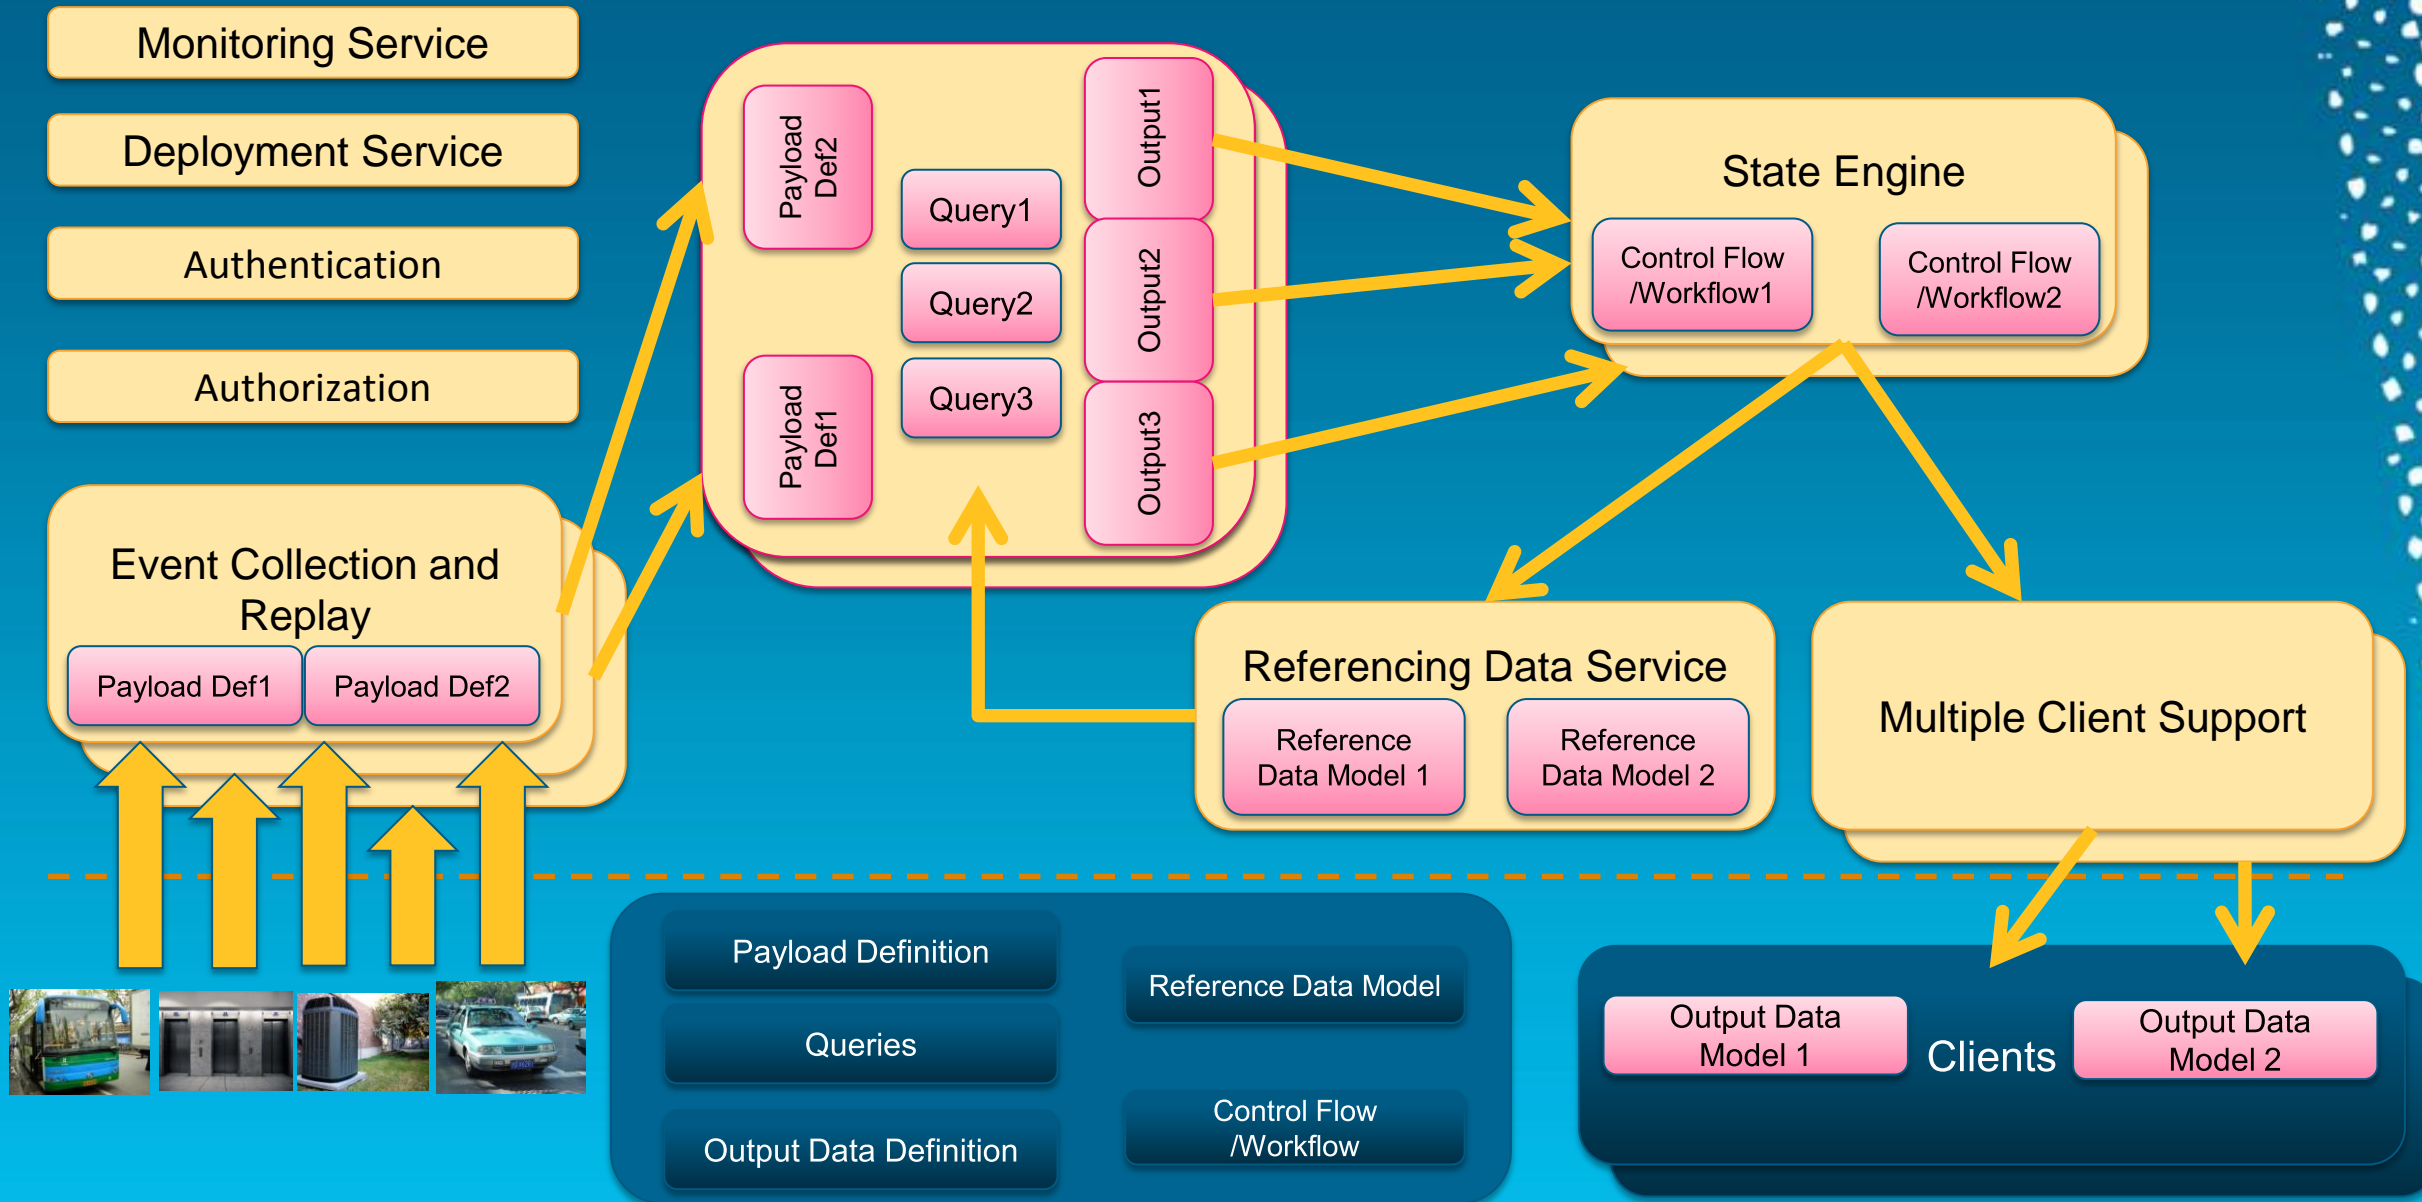 Monitoring Service
Deployment Service
Authentication
Authorization
Event Collection and
Replay
Payload Def1
Payload Def2
Payload
Def2
Payload
Def1
Query1
Query2
Query3
Output1
Output2
Output3
State Engine
Control Flow
/Workflow1
Control Flow
/Workflow2
Referencing Data Service
Reference
Data Model 1
Reference
Data Model 2
Multiple Client Support
Payload Definition
Queries
Output Data Definition
Reference Data Model
Control Flow
/Workflow
Output Data
Model 1
Clients
Output Data
Model 2